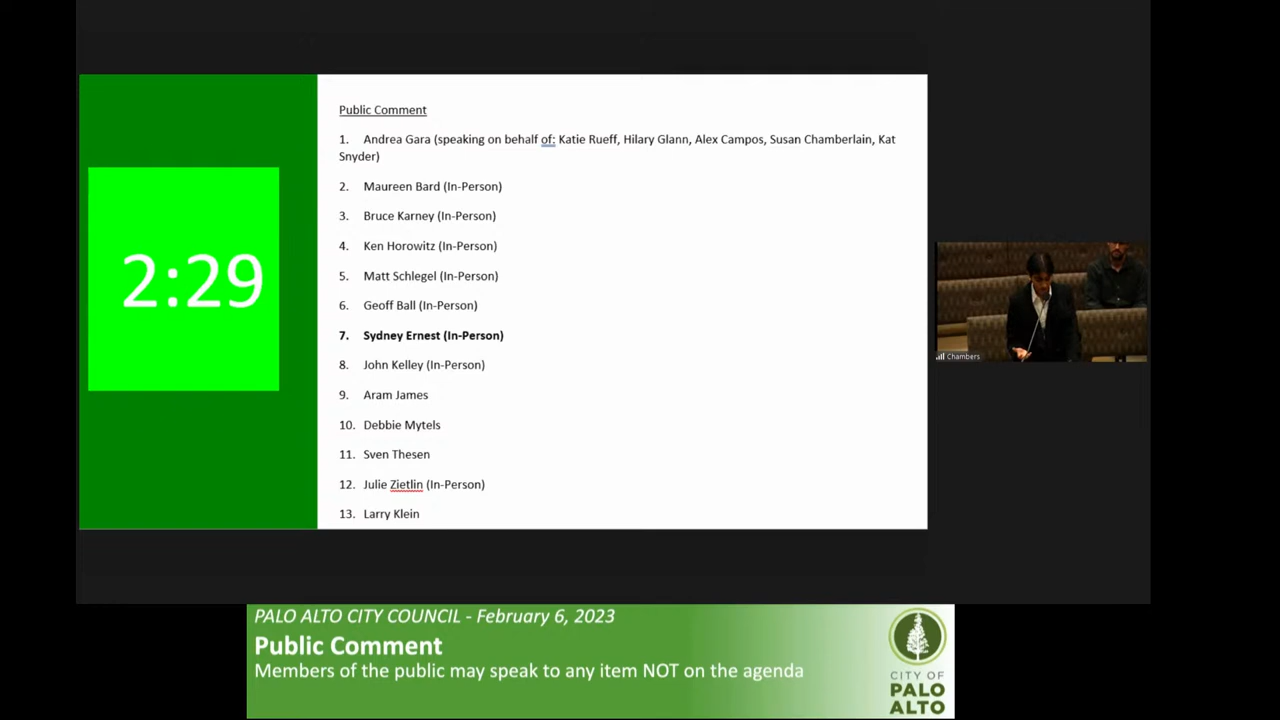 Public Comment
1. Andrea Gara (speaking on behalf of: Katie Rueff, Hilary Glann, Alex Campos, Susan Chamberlain, Kat
Snyder)
2. Maureen Bard (In-Person)
3. Bruce Karney (In-Person)
4. Ken Horowitz (In-Person)
5. Matt Schlegel (In-Person)
6. Geoff Ball (In-Person)
7. Sydney Ernest (In-Person)
8. John Kelley (In-Person)
9. Aram James
10. Debbie Mytels
11. Sven Thesen
12. Julie Zietlin (In-Person)
13. Larry Klein
2:29
Chambers
PALO ALTO CITY COUNCIL - February 6, 2023
Public Comment
Members of the public may speak to any item NOT on the agenda
CITY OF
PALO
ALTO